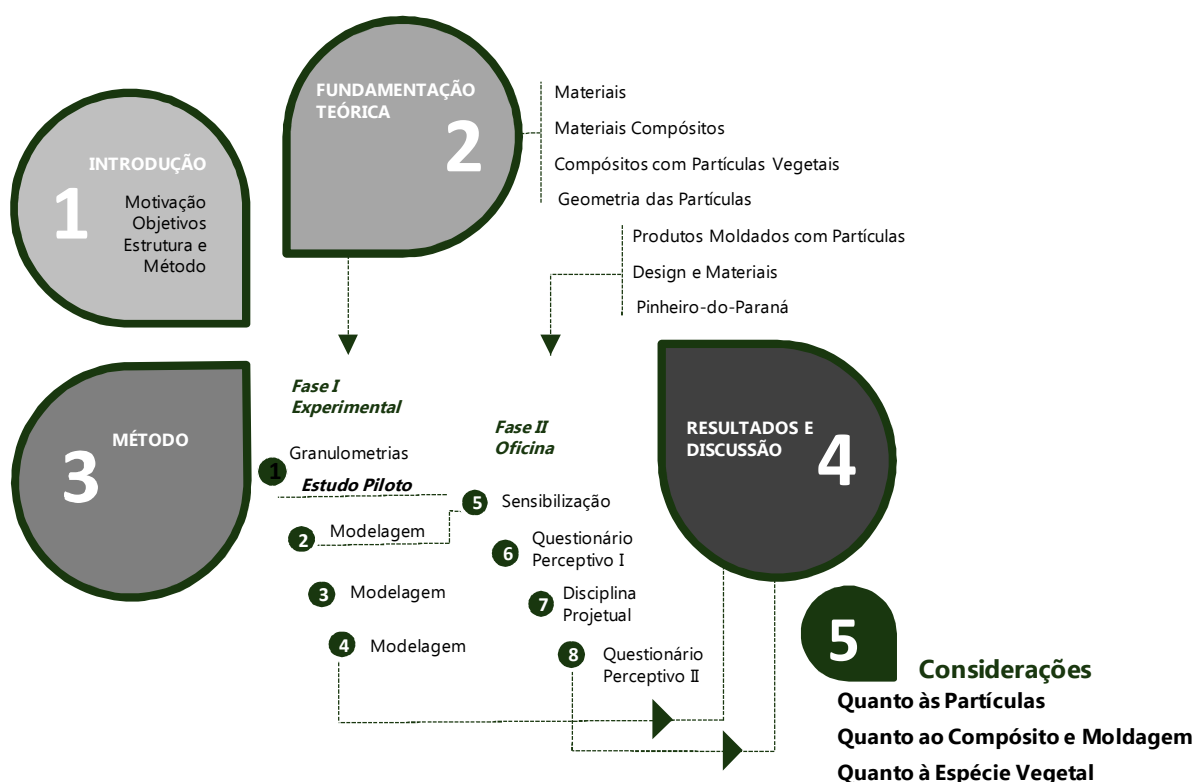 INTRODUÇÃO
1
Motivação
Objetivos
Estrutura e
Método
FUNDAMENTAÇÃO
TEÓRICA
2
Materiais
Materiais Compósitos
Compósitos com Partículas Vegetais
Geometria das Partículas
Produtos Moldados com Partículas
Design e Materiais
Pinheiro-do-Paraná
MÉTODO
3
Fase I
Experimental
1 Granulometrias
Estudo Piloto
2 Modelagem
3 Modelagem
4 Modelagem
Fase II
Oficina
5 Sensibilização
6 Questionário
Perceptivo I
7 Disciplina
Projetual
8 Questionário
Perceptivo II
RESULTADOS E
DISCUSSÃO
4
5
Considerações
Quanto às Partículas
Quanto ao Compósito e Moldagem
Quanto à Espécie Vegetal